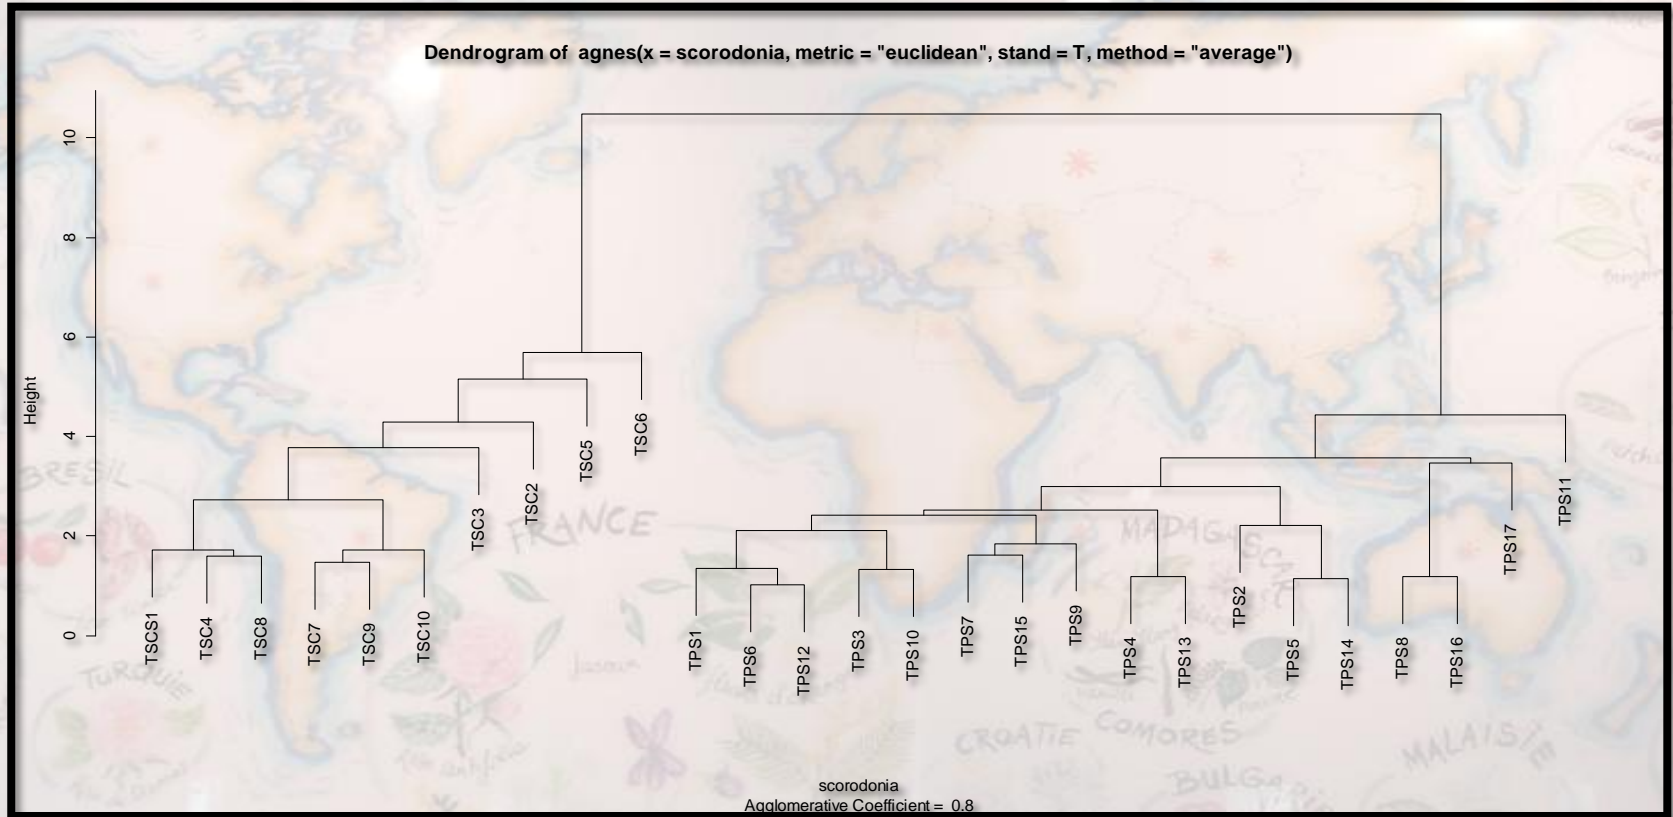 Dendrogram of agnes(x = scorodonia, metric = "euclidean", stand = T, method = "average")
Height
10
8
6
4
2
0
TSCS1
TSC4
TSC8
TSC7
TSC9
TSC10
TSC3
TSC2
TSC5
TSC6
TPS1
TPS6
TPS12
TPS3
TPS10
TPS7
TPS15
TPS9
TPS4
TPS13
TPS2
TPS5
TPS14
TPS8
TPS16
TPS17
TPS11
BRESIL
FRANCE
MADAGASCAR
TURQUIE
CROATIE
COMORES
MALAISIE
BULGARIE
scorodonia
Agglomerative Coefficient = 0.8